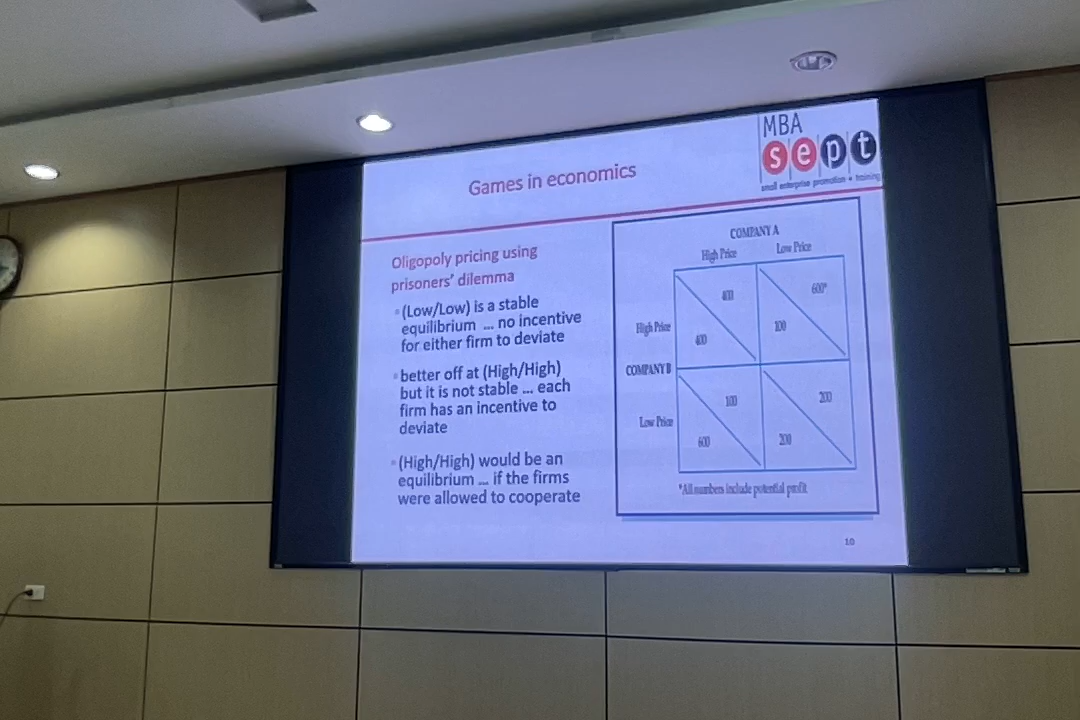 MBA
sept
small enterprise promotion + training
Games in economics
Oligopoly pricing using
prisoners' dilemma
(Low/Low) is a stable
equilibrium ... no incentive
for either firm to deviate
better off at (High/High)
but it is not stable ... each
firm has an incentive to
deviate
(High/High) would be an
equilibrium ... if the firms
were allowed to cooperate
COMPANY A
High Price Low Price
400 600*
High Price 400 100
COMPANY B
100 200
Low Price 600 200
*All numbers include potential profit
10